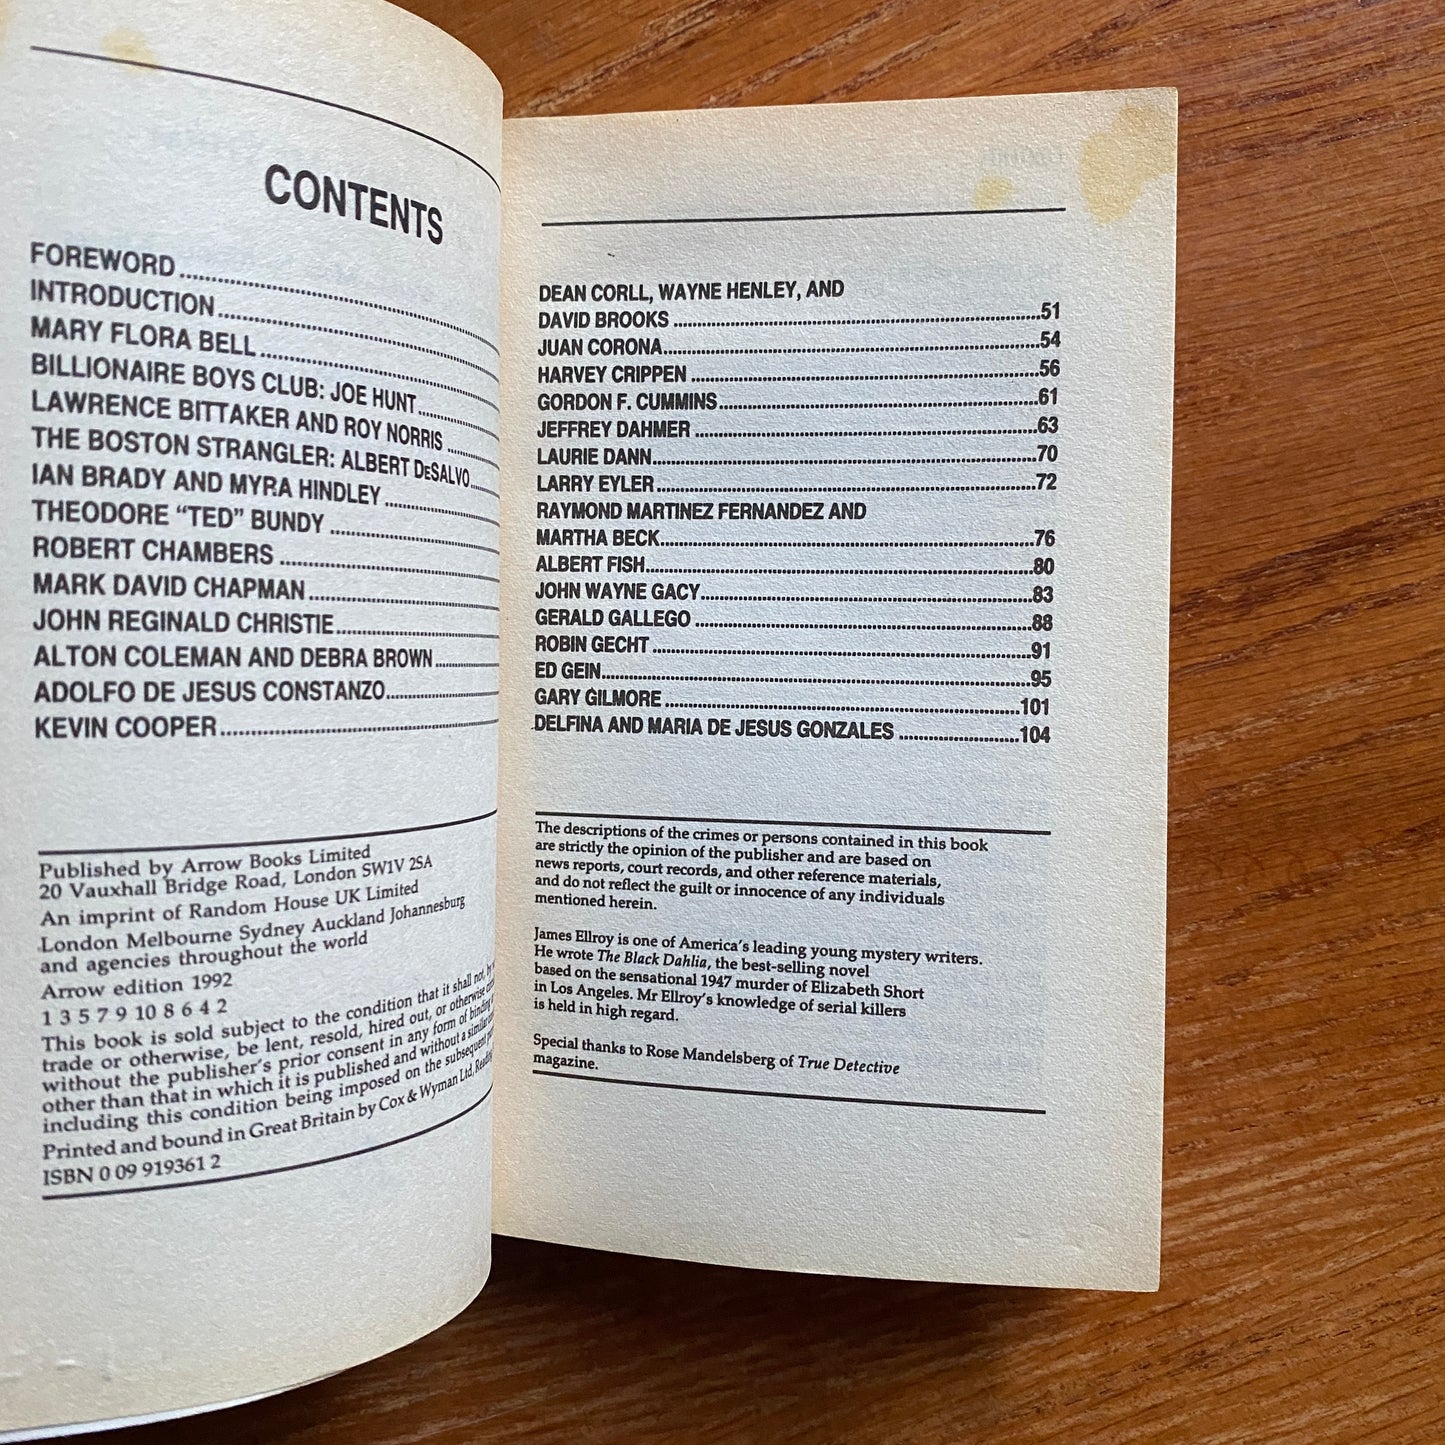 CONTENTS
FOREWORD
INTRODUCTION
MARY FLORA BELL
BILLIONAIRE BOYS CLUB: JOE HUNT
LAWRENCE BITTAKER AND ROY NORRIS
THE BOSTON STRANGLER: ALBERT DeSALVO
IAN BRADY AND MYRA HINDLEY
THEODORE “TED” BUNDY
ROBERT CHAMBERS
MARK DAVID CHAPMAN
JOHN REGINALD CHRISTIE
ALTON COLEMAN AND DEBRA BROWN
ADOLFO DE JESUS CONSTANZO
KEVIN COOPER
Published by Arrow Books Limited
20 Vauxhall Bridge Road, London SW1V 2SA
An imprint of Random House UK Limited
London Melbourne Sydney Auckland Johannesburg
and agencies throughout the world
Arrow edition 1992
1 3 5 7 9 10 8 6 4 2
This book is sold subject to the condition that it shall not, by
trade or otherwise, be lent, resold, hired out, or otherwise
without the publisher's prior consent in any form of binding
other than that in which it is published and without a similar
including this condition being imposed on the subsequent
Printed and bound in Great Britain by Cox & Wyman Ltd,
ISBN 0 09 919361 2
DEAN CORLL, WAYNE HENLEY, AND
DAVID BROOKS 51
JUAN CORONA 54
HARVEY CRIPPEN 56
GORDON F. CUMMINS 61
JEFFREY DAHMER 63
LAURIE DANN 70
LARRY EYLER 72
RAYMOND MARTINEZ FERNANDEZ AND
MARTHA BECK 76
ALBERT FISH 80
JOHN WAYNE GACY 83
GERALD GALLEGO 88
ROBIN GECHT 91
ED GEIN 95
GARY GILMORE 101
DELFINA AND MARIA DE JESUS GONZALES 104
The descriptions of the crimes or persons contained in this book
are strictly the opinion of the publisher and are based on
news reports, court records, and other reference materials,
and do not reflect the guilt or innocence of any individuals
mentioned herein.
James Ellroy is one of America's leading young mystery writers.
He wrote The Black Dahlia, the best-selling novel
based on the sensational 1947 murder of Elizabeth Short
in Los Angeles. Mr Ellroy's knowledge of serial killers
is held in high regard.
Special thanks to Rose Mandelsberg of True Detective
magazine.